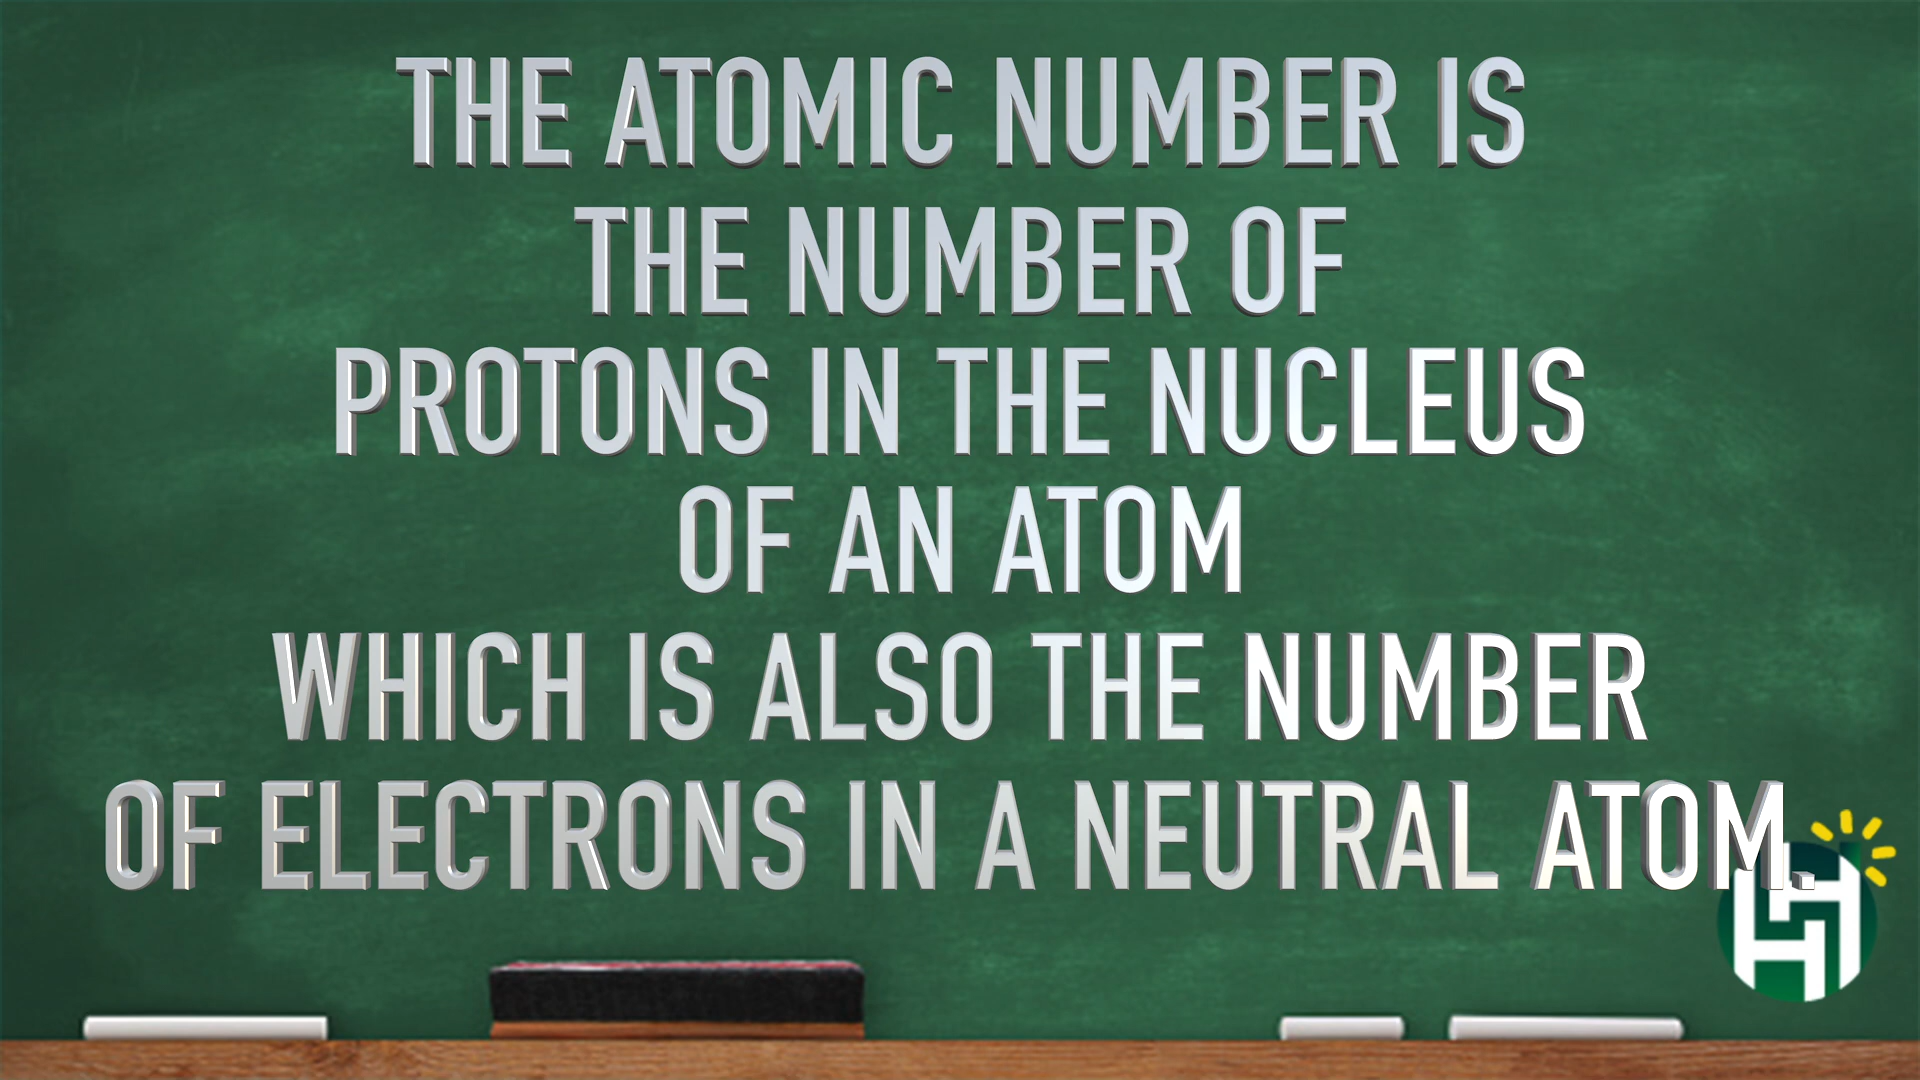 THE ATOMIC NUMBER IS
THE NUMBER OF
PROTONS IN THE NUCLEUS
OF AN ATOM
WHICH IS ALSO THE NUMBER
OF ELECTRONS IN A NEUTRAL ATOM.